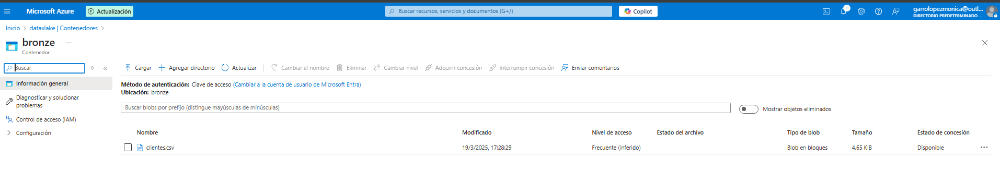 Microsoft Azure Actualización Buscar recursos, servicios y documentos (G+/) Copilot 1 garrolopezmonica@outl...
DIRECTORIO PREDETERMINADO ...
Inicio > dataxlake | Contenedores >
bronze ...
Contenedor
Buscar
Cargar Agregar directorio Actualizar Cambiar el nombre Eliminar Cambiar nivel Adquirir concesión Interrumpir concesión Enviar comentarios
Información general
Diagnosticar y solucionar
problemas
Control de acceso (IAM)
Configuración
Método de autenticación: Clave de acceso (Cambiar a la cuenta de usuario de Microsoft Entra)
Ubicación: bronze
Buscar blobs por prefijo (distingue mayúsculas de minúsculas) Mostrar objetos eliminados
Nombre Modificado Nivel de acceso Estado del archivo Tipo de blob Tamaño Estado de concesión
clientes.csv 19/3/2025, 17:28:29 Frecuente (inferido) Blob en bloques 4.65 KiB Disponible ...